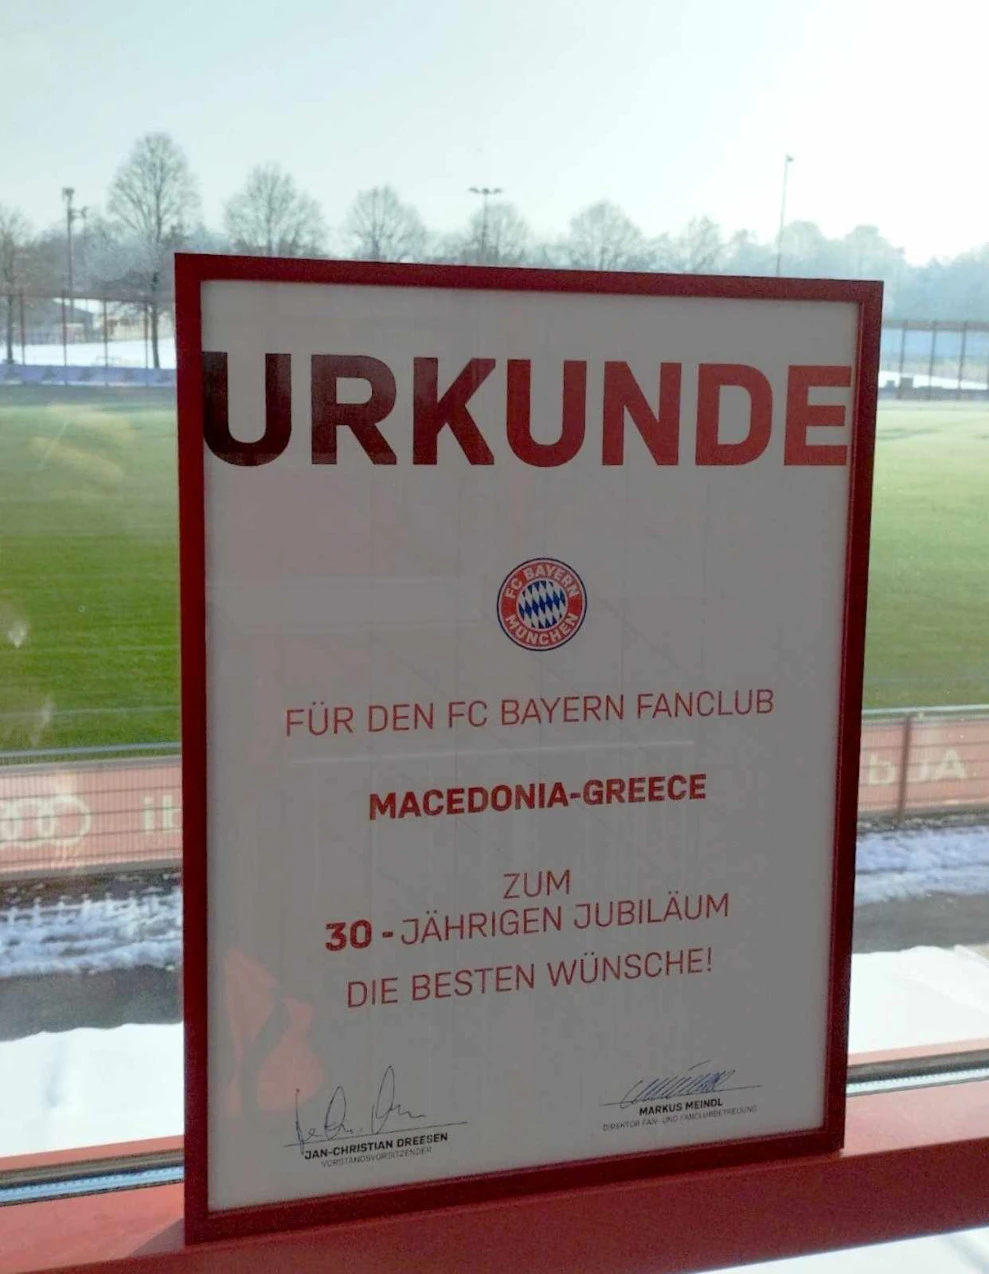 URKUNDE
FC BAYERN
MÜNCHEN
FÜR DEN FC BAYERN FANCLUB
MACEDONIA-GREECE
ZUM
30 - JÄHRIGEN JUBILÄUM
DIE BESTEN WÜNSCHE!
JAN-CHRISTIAN DREESEN
VORSTANDSVORSITZENDER
MARKUS MEINDL
DIREKTOR FAN- UND FANCLUBBETREUUNG